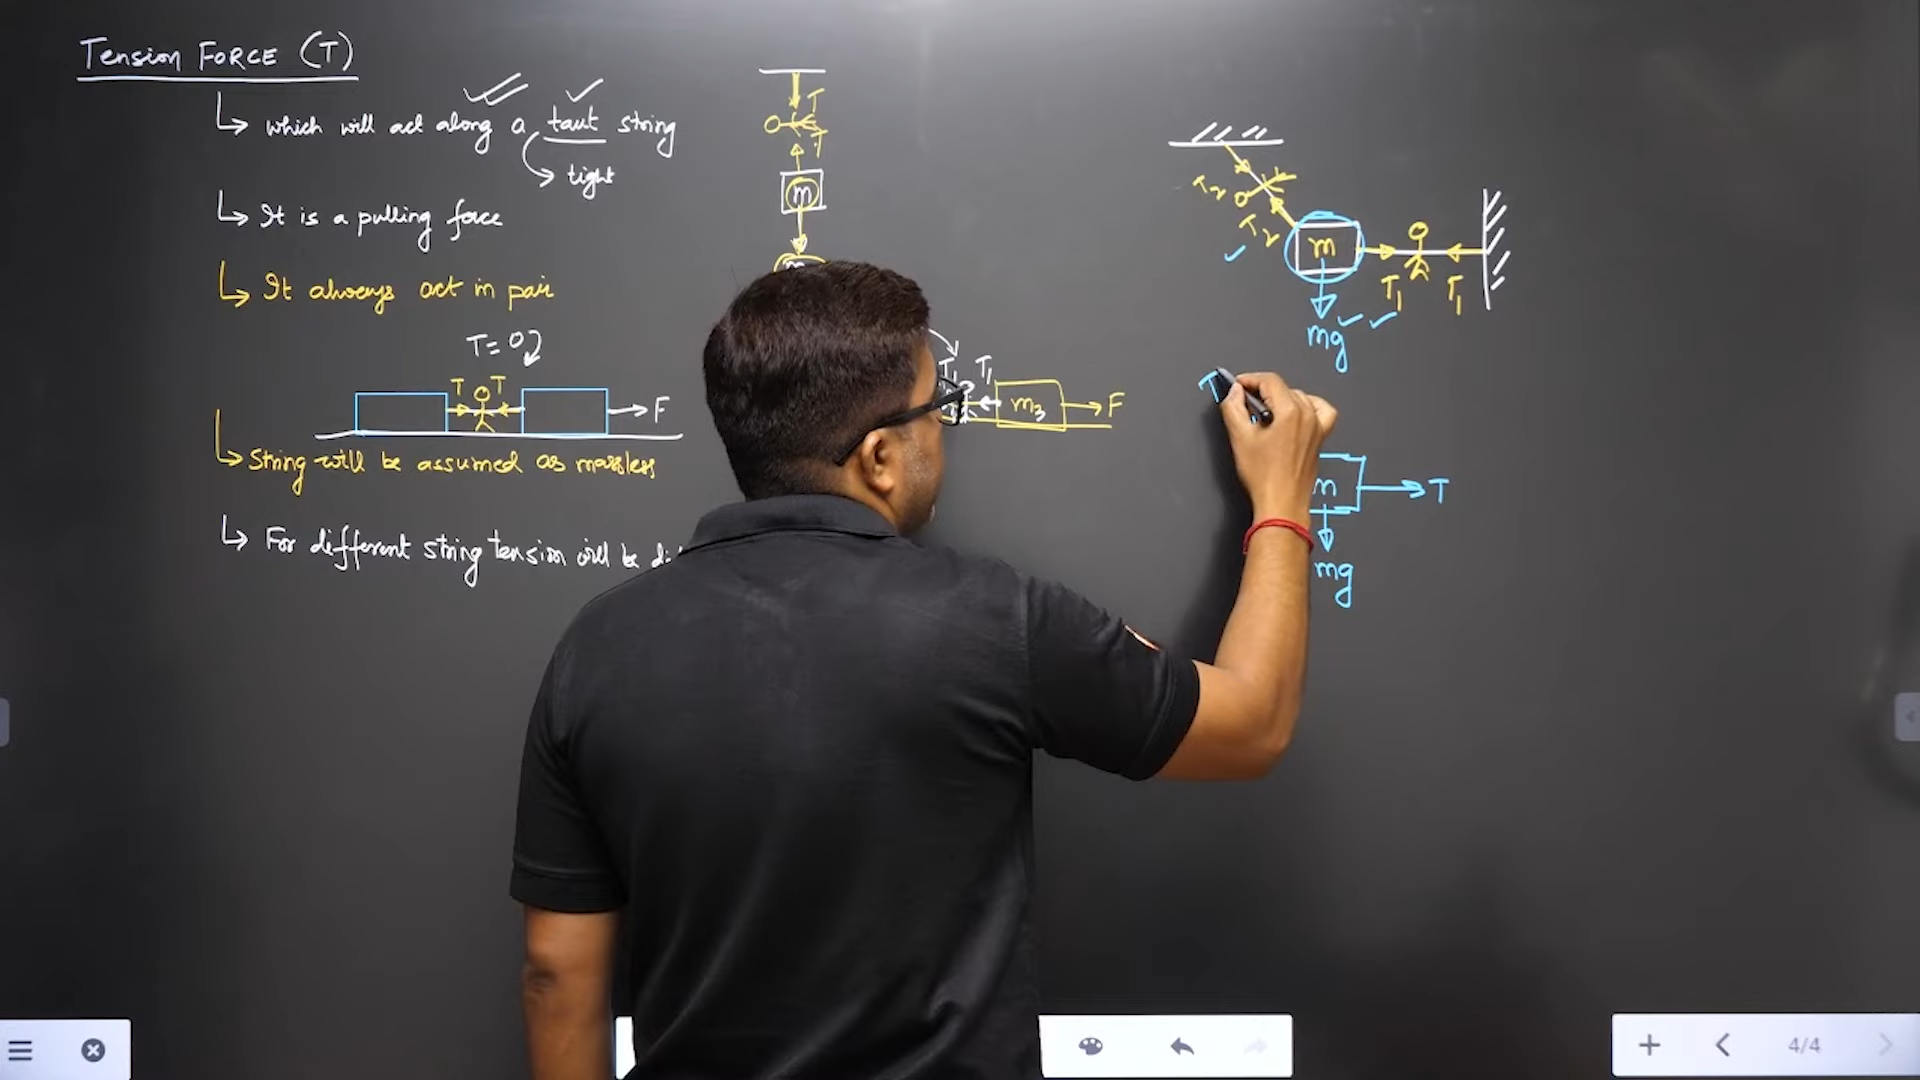 Tension FORCE (T)
which will act along a taut string
tight
It is a pulling force
It always act in pair
T=0
T T
F
String will be assumed as massless
For different string tension will be
T
T
m
T1 T1
m3
F
T2
T2
m
T1 T1
mg
T
m
T
mg
4/4